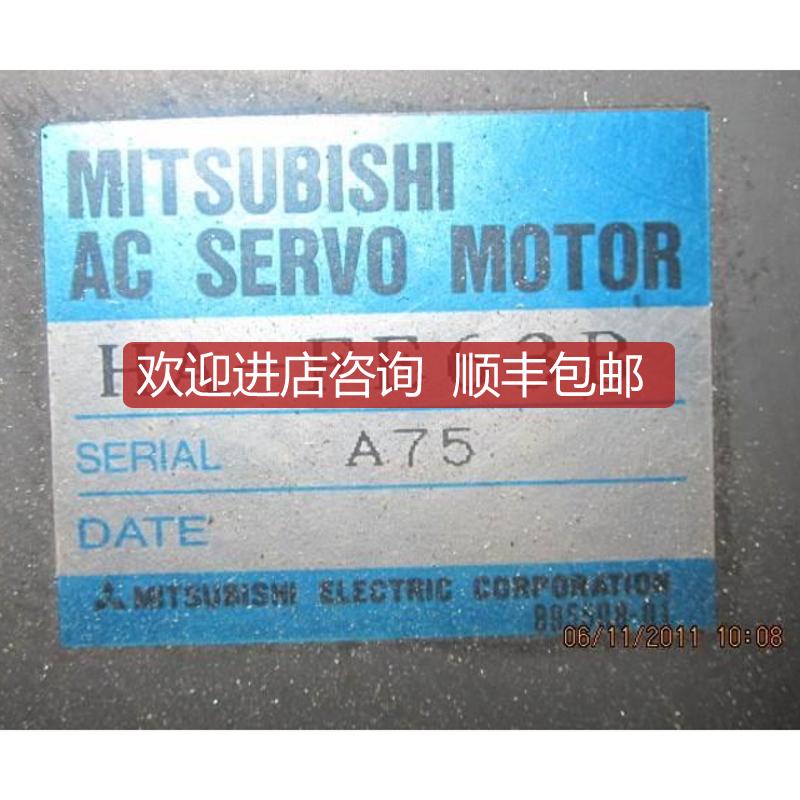 MITSUBISHI
AC SERVO MOTOR
欢迎进店咨询 顺丰包邮
SERIAL A75
DATE
MITSUBISHI ELECTRIC CORPORATION
06/11/2011 10:08